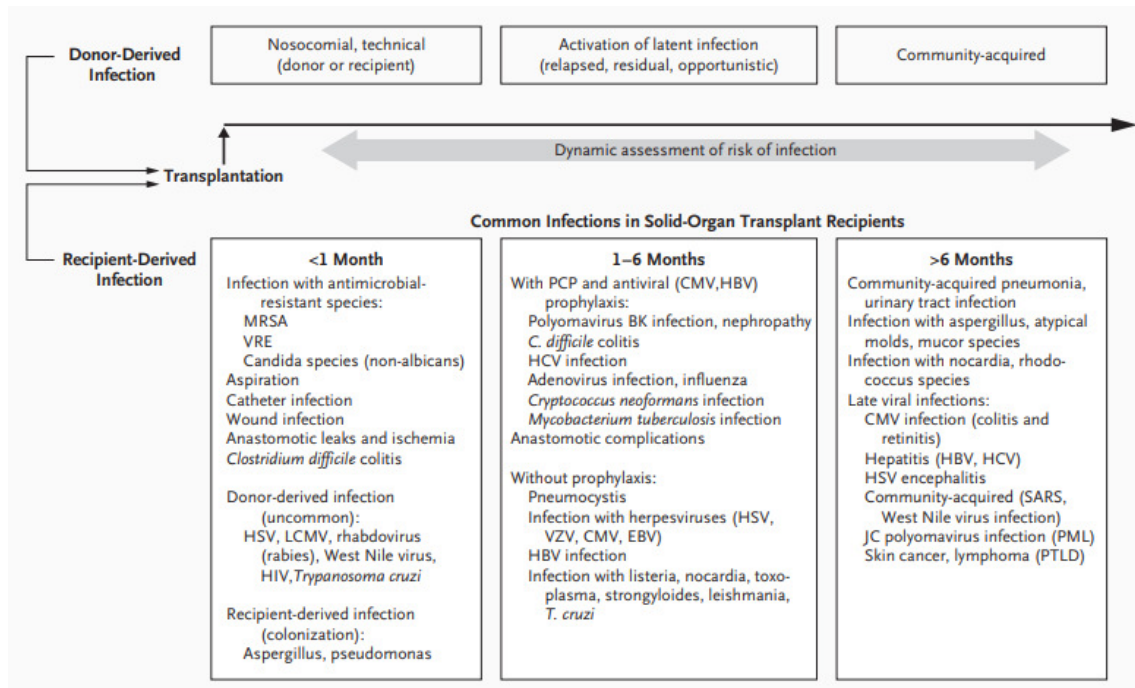 Donor-Derived
Infection
Nosocomial, technical
(donor or recipient)
Activation of latent infection
(relapsed, residual, opportunistic)
Community-acquired
Dynamic assessment of risk of infection
Transplantation
Common Infections in Solid-Organ Transplant Recipients
Recipient-Derived
Infection
<1 Month
Infection with antimicrobial-
resistant species:
MRSA
VRE
Candida species (non-albicans)
Aspiration
Catheter infection
Wound infection
Anastomotic leaks and ischemia
Clostridium difficile colitis
Donor-derived infection
(uncommon):
HSV, LCMV, rhabdovirus
(rabies), West Nile virus,
HIV,Trypanosoma cruzi
Recipient-derived infection
(colonization):
Aspergillus, pseudomonas
1–6 Months
With PCP and antiviral (CMV,HBV)
prophylaxis:
Polyomavirus BK infection, nephropathy
C. difficile colitis
HCV infection
Adenovirus infection, influenza
Cryptococcus neoformans infection
Mycobacterium tuberculosis infection
Anastomotic complications
Without prophylaxis:
Pneumocystis
Infection with herpesviruses (HSV,
VZV, CMV, EBV)
HBV infection
Infection with listeria, nocardia, toxo-
plasma, strongyloides, leishmania,
T. cruzi
>6 Months
Community-acquired pneumonia,
urinary tract infection
Infection with aspergillus, atypical
molds, mucor species
Infection with nocardia, rhodo-
coccus species
Late viral infections:
CMV infection (colitis and
retinitis)
Hepatitis (HBV, HCV)
HSV encephalitis
Community-acquired (SARS,
West Nile virus infection)
JC polyomavirus infection (PML)
Skin cancer, lymphoma (PTLD)